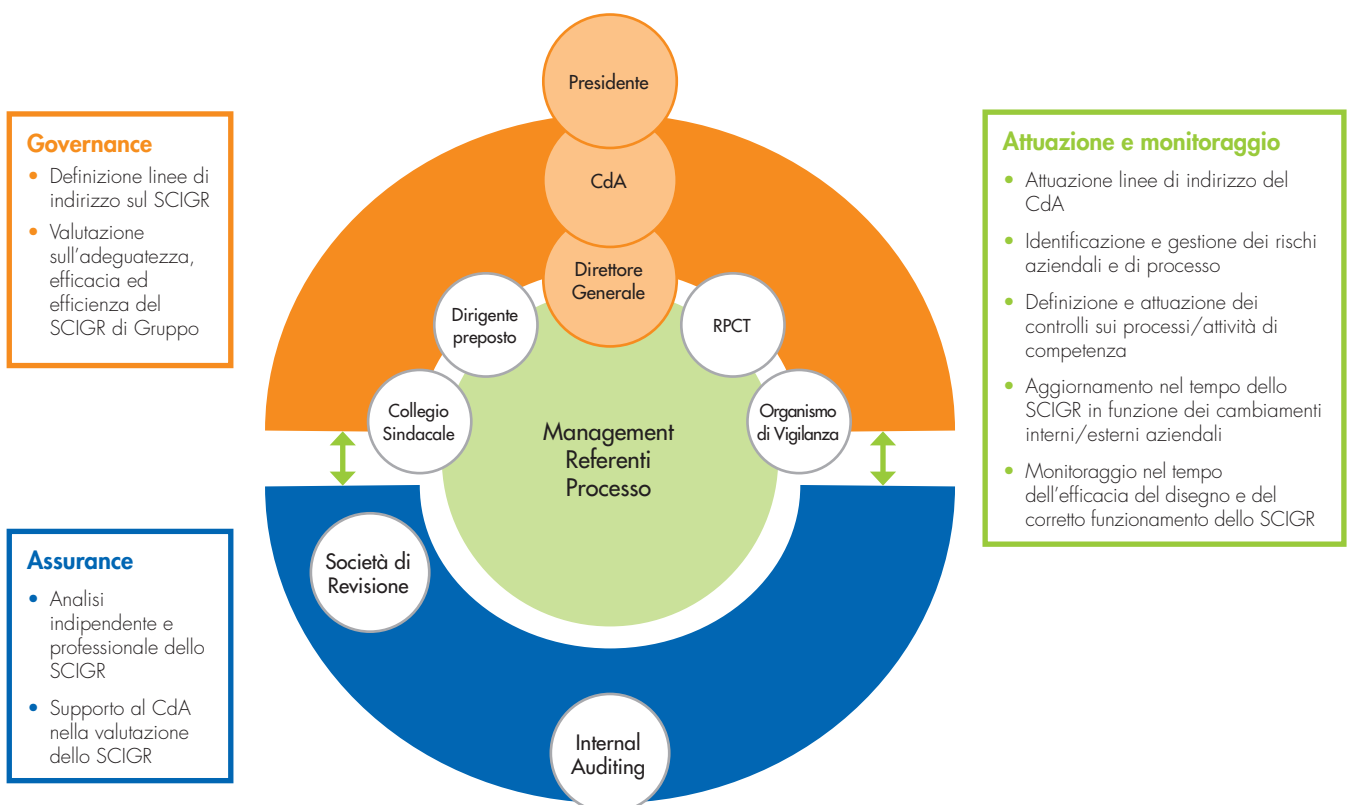 Presidente
CdA
Direttore
Generale
Dirigente
preposto
RPCT
Collegio
Sindacale
Organismo
di Vigilanza
Management
Referenti
Processo
Società di
Revisione
Internal
Auditing
Governance
• Definizione linee di
indirizzo sul SCIGR
• Valutazione
sull'adeguatezza,
efficacia ed
efficienza del
SCIGR di Gruppo
Assurance
• Analisi
indipendente e
professionale dello
SCIGR
• Supporto al CdA
nella valutazione
dello SCIGR
Attuazione e monitoraggio
• Attuazione linee di indirizzo del
CdA
• Identificazione e gestione dei rischi
aziendali e di processo
• Definizione e attuazione dei
controlli sui processi/attività di
competenza
• Aggiornamento nel tempo dello
SCIGR in funzione dei cambiamenti
interni/esterni aziendali
• Monitoraggio nel tempo
dell'efficacia del disegno e del
corretto funzionamento dello SCIGR